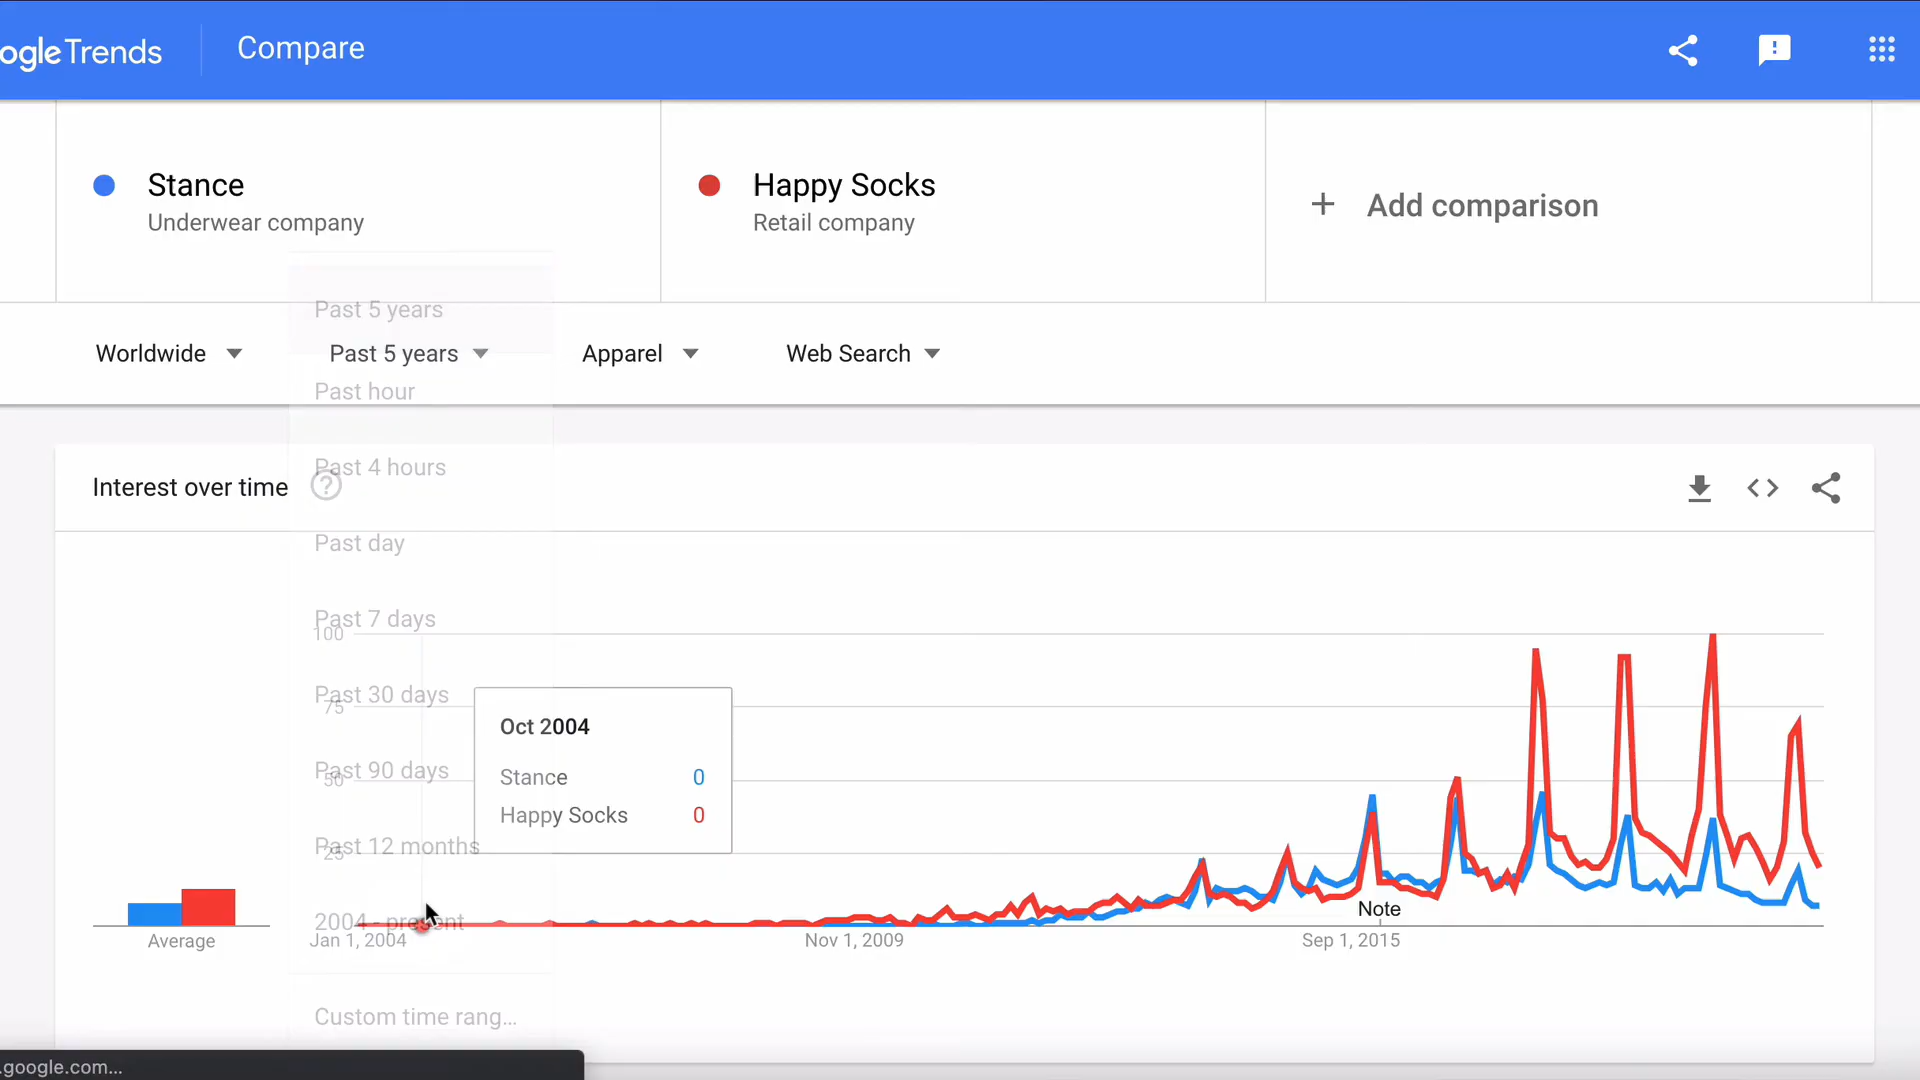 ogle Trends
Compare
Stance
Underwear company
Happy Socks
Retail company
Add comparison
Past 5 years
Worldwide
Past 5 years
Apparel
Web Search
Past hour
Past 4 hours
Interest over time
Past day
Past 7 days
100
Past 30 days
75
Oct 2004
Past 90 days
50
Stance 0
Happy Socks 0
Past 12 months
25
Note
2004 - present
Average
Jan 1, 2004
Nov 1, 2009
Sep 1, 2015
Custom time rang...
.google.com...